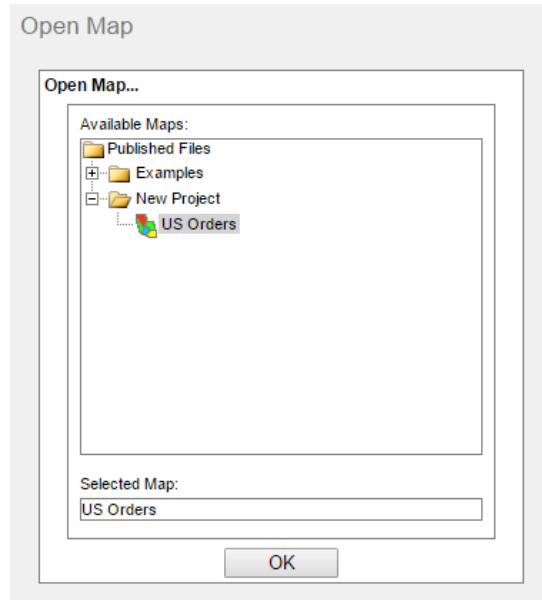 Open Map
Open Map...
Available Maps:
Published Files
Examples
New Project
US Orders
Selected Map:
US Orders
OK